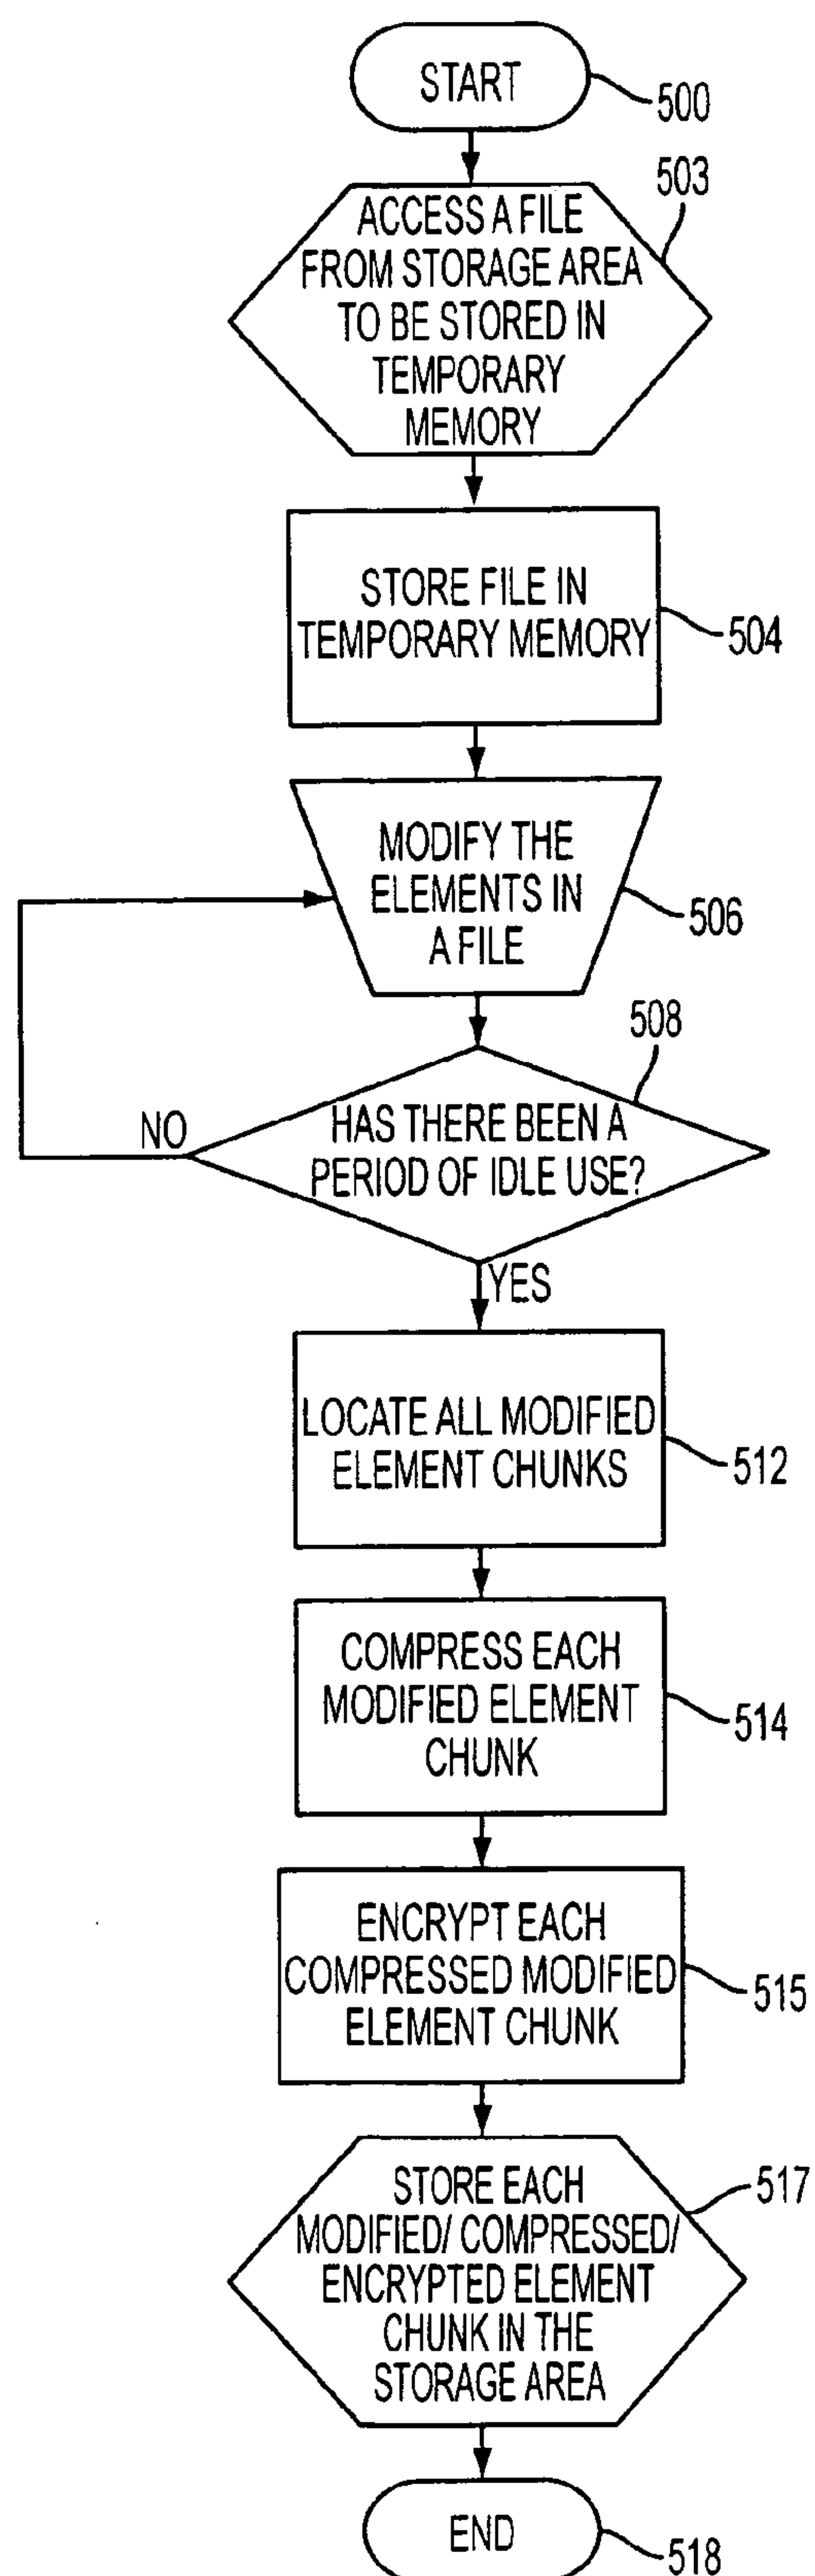 START
500
503
ACCESS A FILE
FROM STORAGE AREA
TO BE STORED IN
TEMPORARY
MEMORY
STORE FILE IN
TEMPORARY MEMORY
504
MODIFY THE
ELEMENTS IN
A FILE
506
508
HAS THERE BEEN A
PERIOD OF IDLE USE?
NO
YES
LOCATE ALL MODIFIED
ELEMENT CHUNKS
512
COMPRESS EACH
MODIFIED ELEMENT
CHUNK
514
ENCRYPT EACH
COMPRESSED MODIFIED
ELEMENT CHUNK
515
STORE EACH
MODIFIED/ COMPRESSED/
ENCRYPTED ELEMENT
CHUNK IN THE
STORAGE AREA
517
END
518